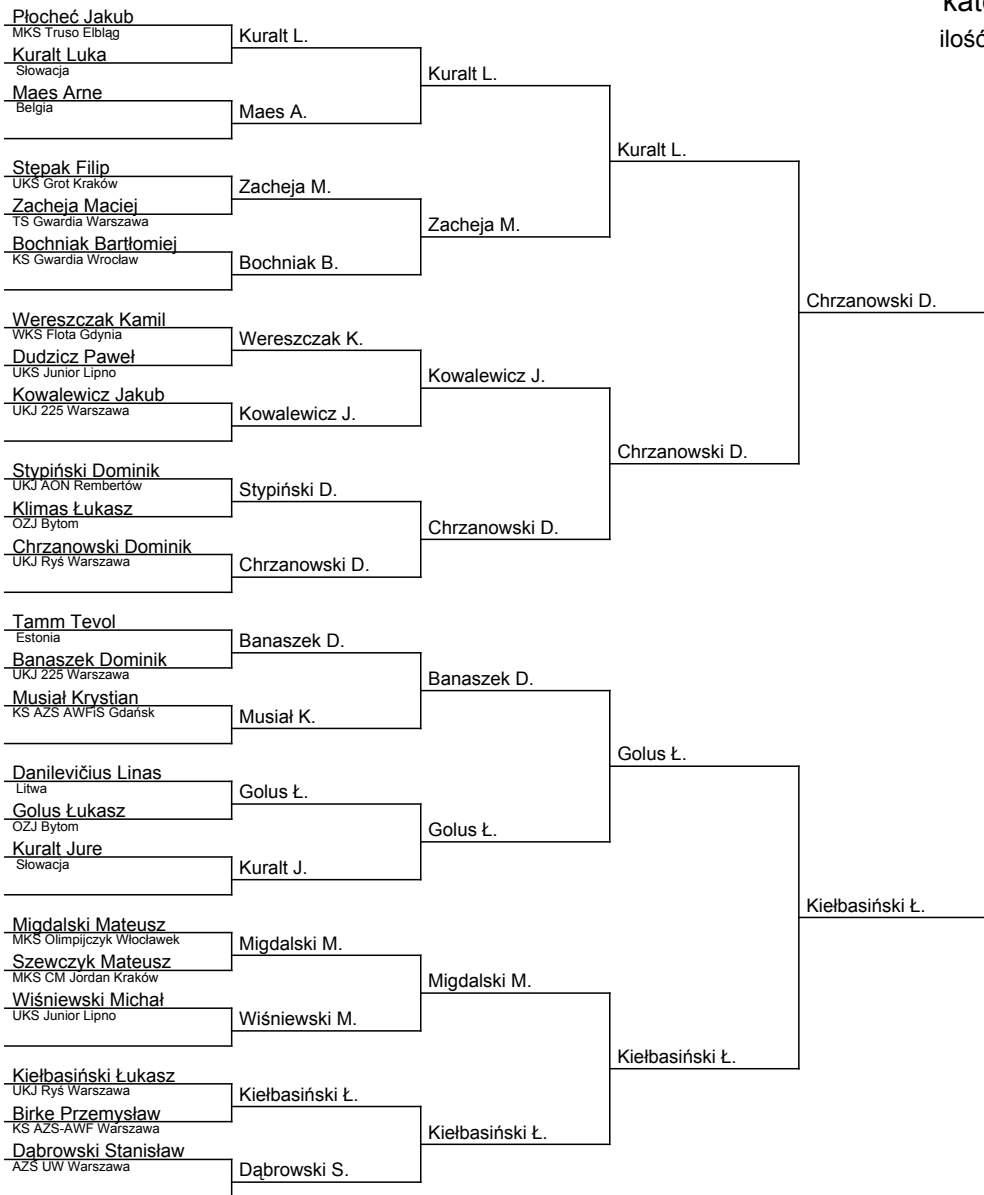 kat
ilość
Płocheć Jakub
MKS Truso Elbląg
Kuralt Luka
Słowacja
Maes Arne
Belgia
Stępak Filip
UKS Grot Kraków
Zacheja Maciej
TS Gwardia Warszawa
Bochniak Bartłomiej
KS Gwardia Wrocław
Wereszczak Kamil
WKS Flota Gdynia
Dudzicz Paweł
UKS Junior Lipno
Kowalewicz Jakub
UKJ 225 Warszawa
Stypiński Dominik
UKJ AON Rembertów
Klimas Łukasz
OZJ Bytom
Chrzanowski Dominik
UKJ Ryś Warszawa
Tamm Tevol
Estonia
Banaszek Dominik
UKJ 225 Warszawa
Musiał Krystian
KS AZS AWFiS Gdańsk
Danilevičius Linas
Litwa
Golus Łukasz
OZJ Bytom
Kuralt Jure
Słowacja
Migdalski Mateusz
MKS Olimpijczyk Włocławek
Szewczyk Mateusz
MKS CM Jordan Kraków
Wiśniewski Michał
UKS Junior Lipno
Kiełbasiński Łukasz
UKJ Ryś Warszawa
Birke Przemysław
KS AZS-AWF Warszawa
Dąbrowski Stanisław
AZS UW Warszawa
Kuralt L.
Maes A.
Zacheja M.
Bochniak B.
Wereszczak K.
Kowalewicz J.
Stypiński D.
Chrzanowski D.
Banaszek D.
Musiał K.
Golus Ł.
Kuralt J.
Migdalski M.
Wiśniewski M.
Kiełbasiński Ł.
Dąbrowski S.
Kuralt L.
Zacheja M.
Kowalewicz J.
Chrzanowski D.
Banaszek D.
Golus Ł.
Migdalski M.
Kiełbasiński Ł.
Kuralt L.
Chrzanowski D.
Golus Ł.
Kiełbasiński Ł.
Chrzanowski D.
Kiełbasiński Ł.